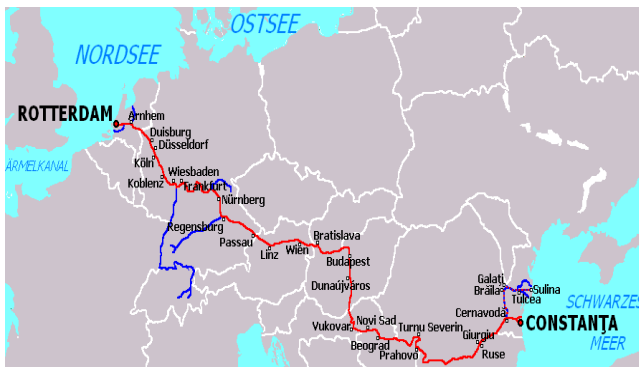 OSTSEE
NORDSEE
ROTTERDAM
Arnhem
Duisburg
Düsseldorf
ÄRMELKANAL
Köln
Koblenz
Wiesbaden
Frankfurt
Nürnberg
Regensburg
Passau
Linz
Wien
Bratislava
Budapest
Dunaújváros
Galați
Brăila
Sulina
Tulcea
SCHWARZES
MEER
Cernavodă
CONSTANȚA
Vukovar
Novi Sad
Turnu Severin
Giurgiu
Beograd
Prahovo
Ruse